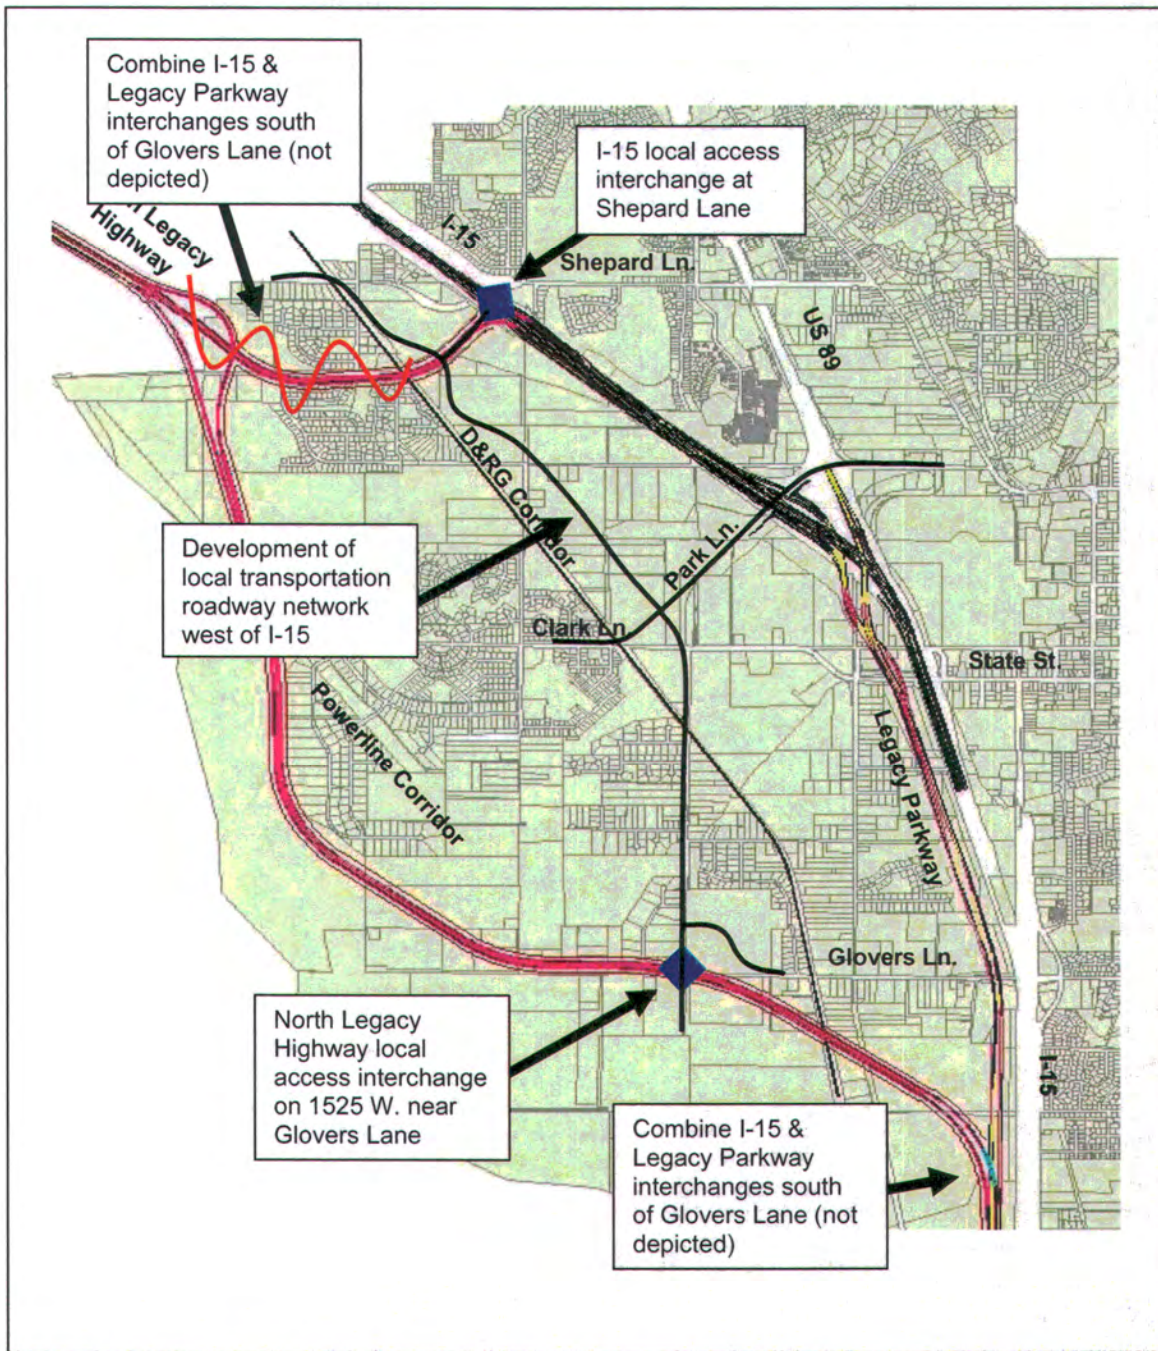 Combine I-15 &
Legacy Parkway
interchanges south
of Glovers Lane (not
depicted)
I-15 local access
interchange at
Shepard Lane
Legacy
Highway
I-15
Shepard Ln.
US 89
D&RG Corridor
Park Ln.
Development of
local transportation
roadway network
west of I-15
Clark Ln
State St.
Powerline Corridor
Legacy Parkway
Glovers Ln.
North Legacy
Highway local
access interchange
on 1525 W. near
Glovers Lane
I-15
Combine I-15 &
Legacy Parkway
interchanges south
of Glovers Lane (not
depicted)